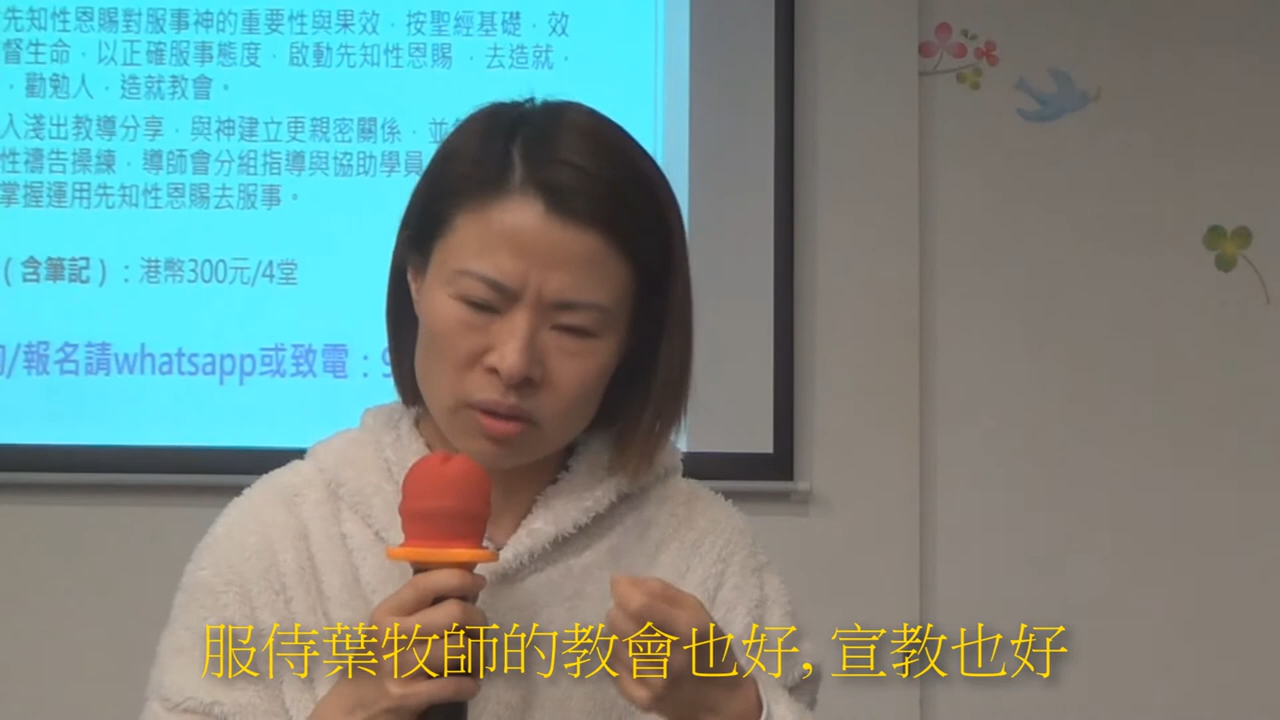 先知性恩賜對服事神的重要性與果效，按聖經基礎，效
督生命，以正確服事態度，啟動先知性恩賜，去造就，
，勸勉人，造就教會。
入淺出教導分享，與神建立更親密關係，並
性禱告操練，導師會分組指導與協助學員
掌握運用先知性恩賜去服事。
（含筆記）：港幣300元/4堂
/報名請whatsapp或致電：9
服侍葉牧師的教會也好, 宣教也好